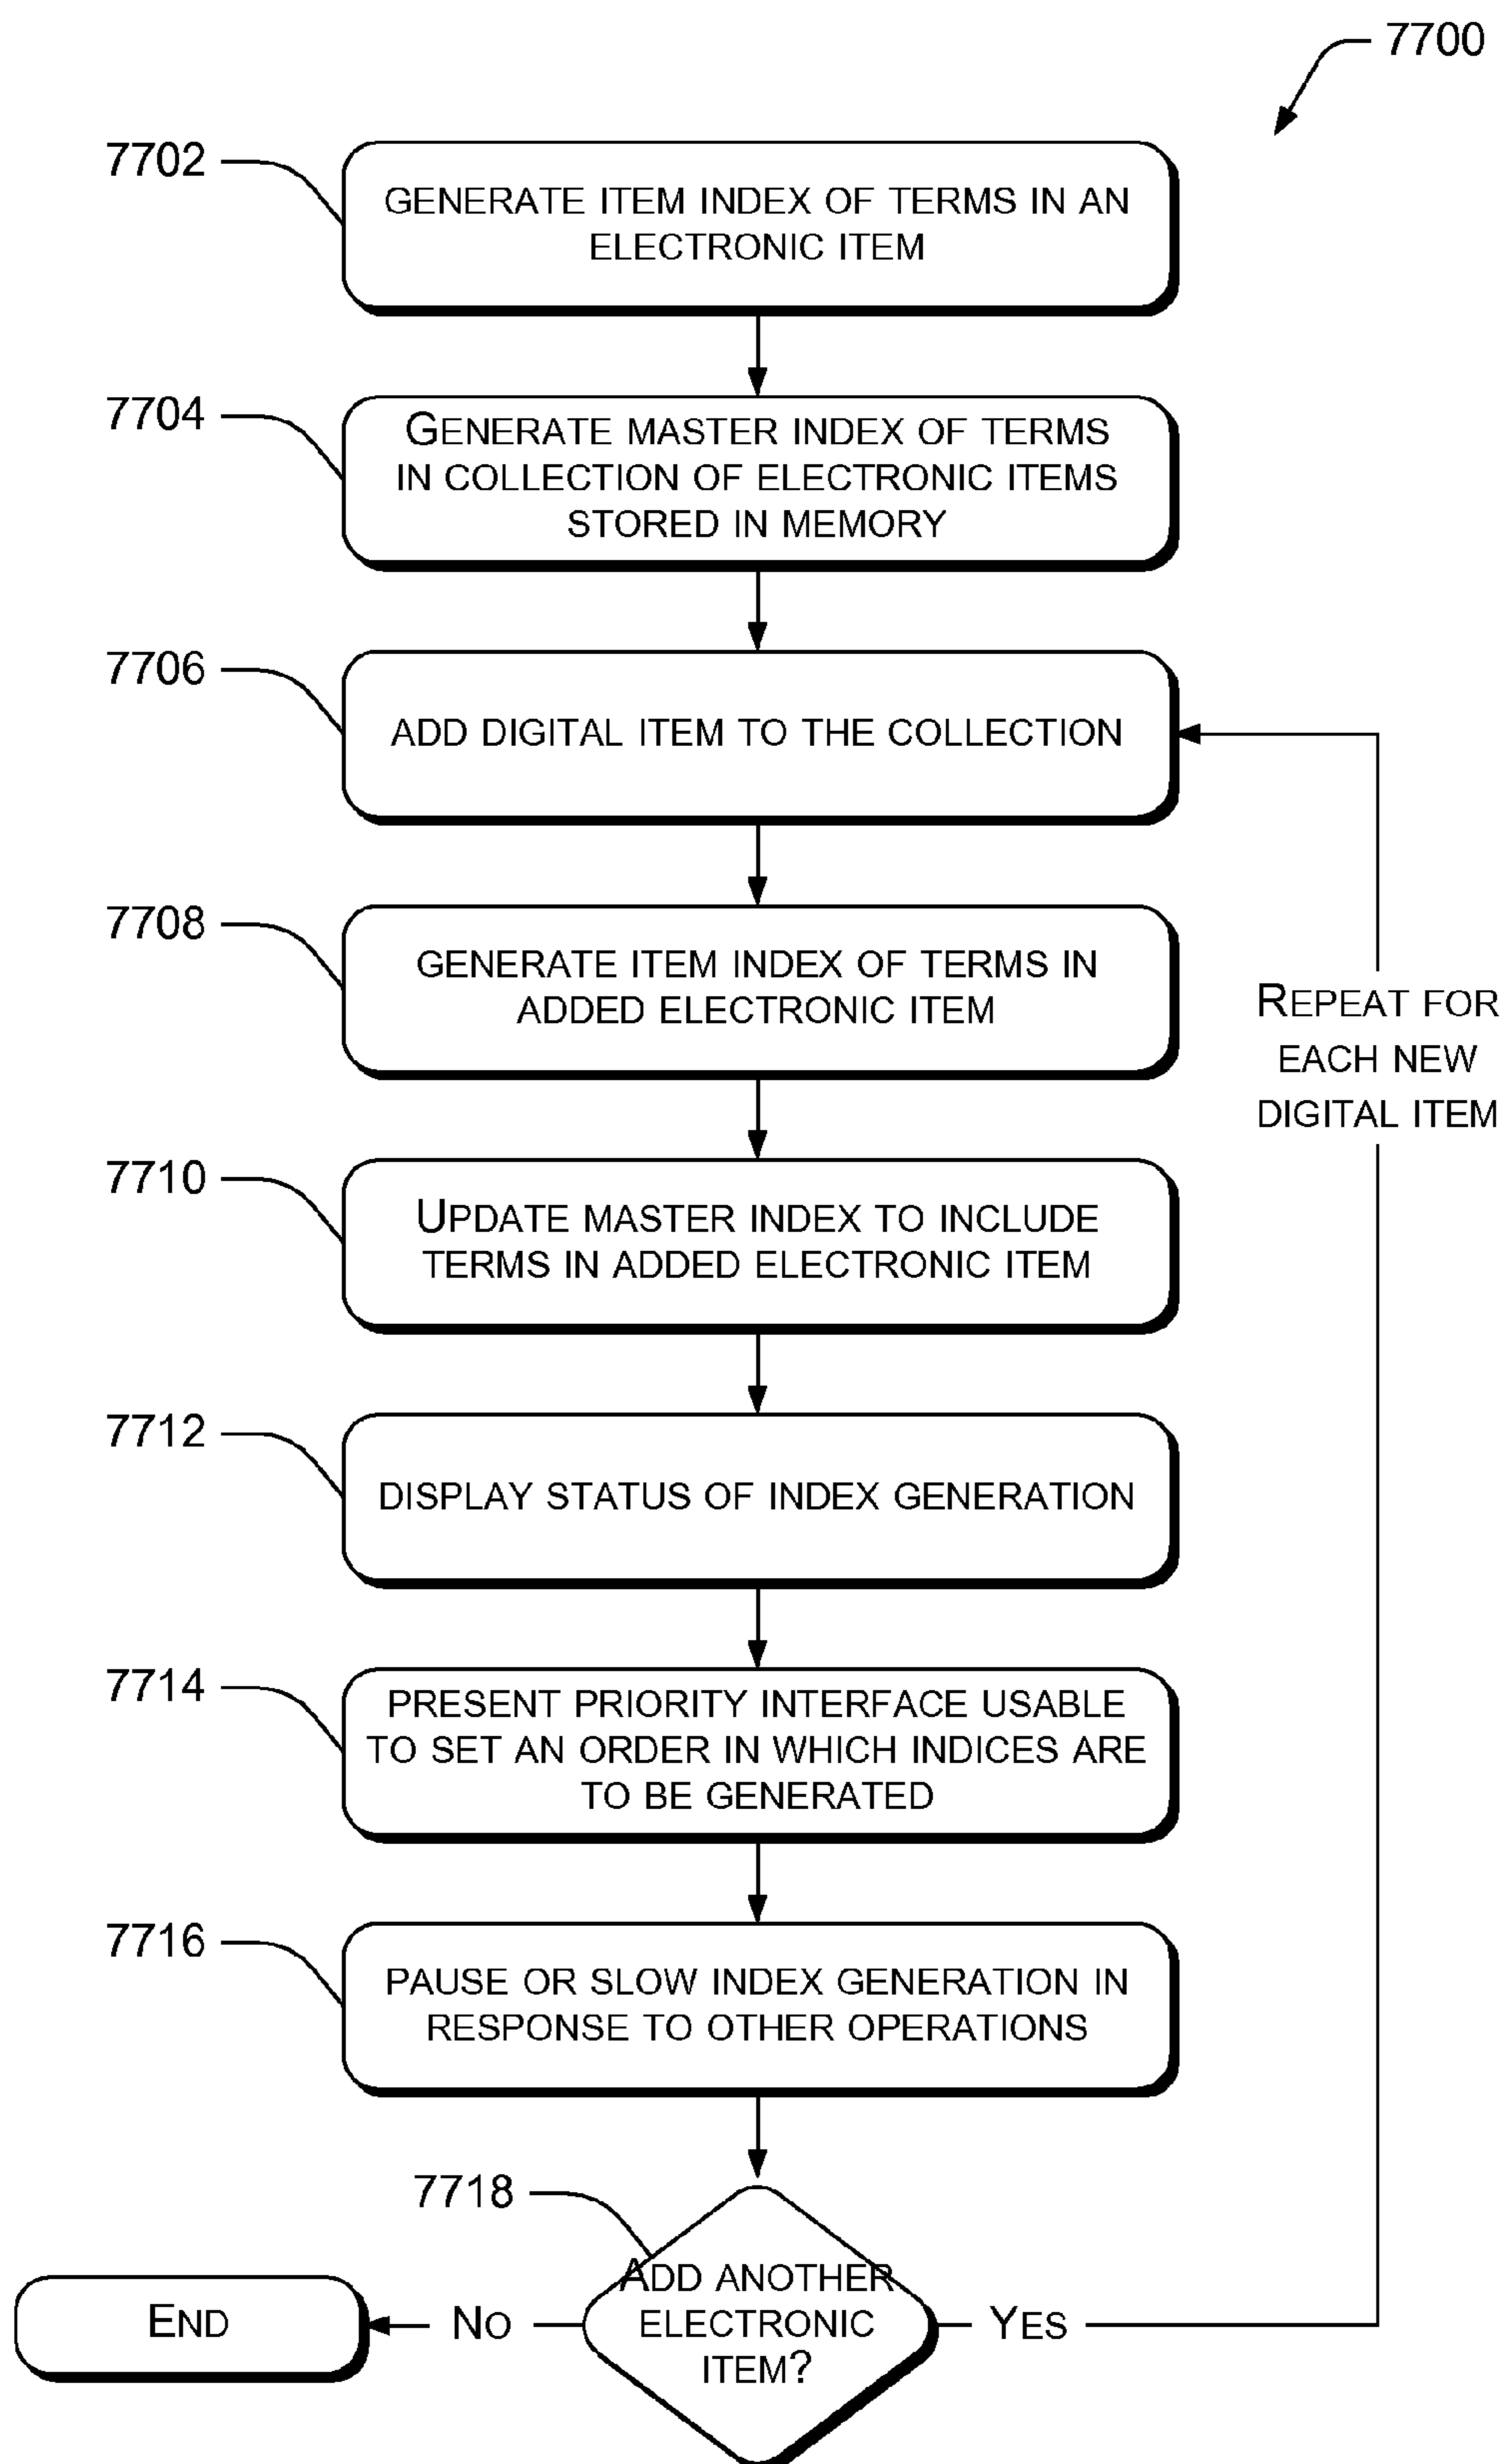 7700
7702
GENERATE ITEM INDEX OF TERMS IN AN
ELECTRONIC ITEM
7704
GENERATE MASTER INDEX OF TERMS
IN COLLECTION OF ELECTRONIC ITEMS
STORED IN MEMORY
7706
ADD DIGITAL ITEM TO THE COLLECTION
7708
GENERATE ITEM INDEX OF TERMS IN
ADDED ELECTRONIC ITEM
REPEAT FOR
EACH NEW
DIGITAL ITEM
7710
UPDATE MASTER INDEX TO INCLUDE
TERMS IN ADDED ELECTRONIC ITEM
7712
DISPLAY STATUS OF INDEX GENERATION
7714
PRESENT PRIORITY INTERFACE USABLE
TO SET AN ORDER IN WHICH INDICES ARE
TO BE GENERATED
7716
PAUSE OR SLOW INDEX GENERATION IN
RESPONSE TO OTHER OPERATIONS
7718
ADD ANOTHER
ELECTRONIC
ITEM?
END
NO
YES